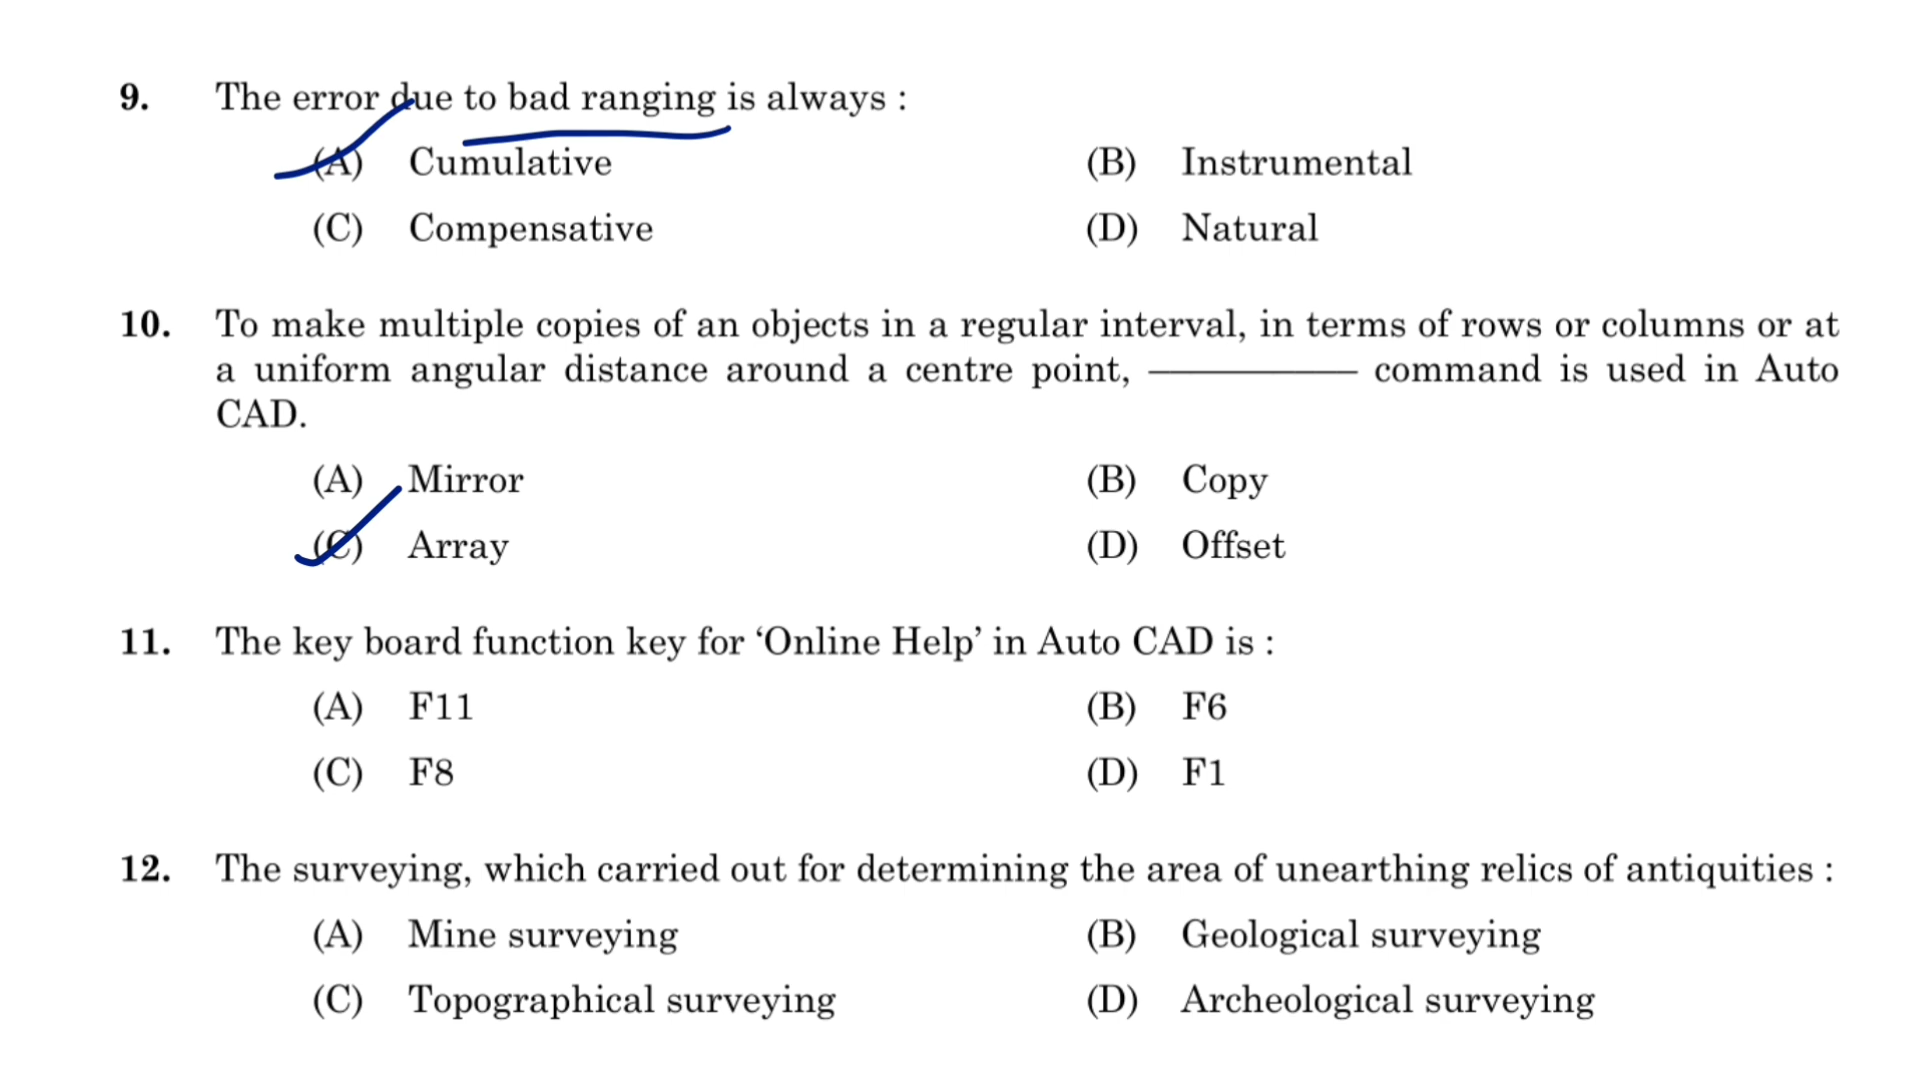 9. The error due to bad ranging is always :
(A) Cumulative (B) Instrumental
(C) Compensative (D) Natural
10. To make multiple copies of an objects in a regular interval, in terms of rows or columns or at
a uniform angular distance around a centre point, ————— command is used in Auto
CAD.
(A) Mirror (B) Copy
(C) Array (D) Offset
11. The key board function key for ‘Online Help’ in Auto CAD is :
(A) F11 (B) F6
(C) F8 (D) F1
12. The surveying, which carried out for determining the area of unearthing relics of antiquities :
(A) Mine surveying (B) Geological surveying
(C) Topographical surveying (D) Archeological surveying